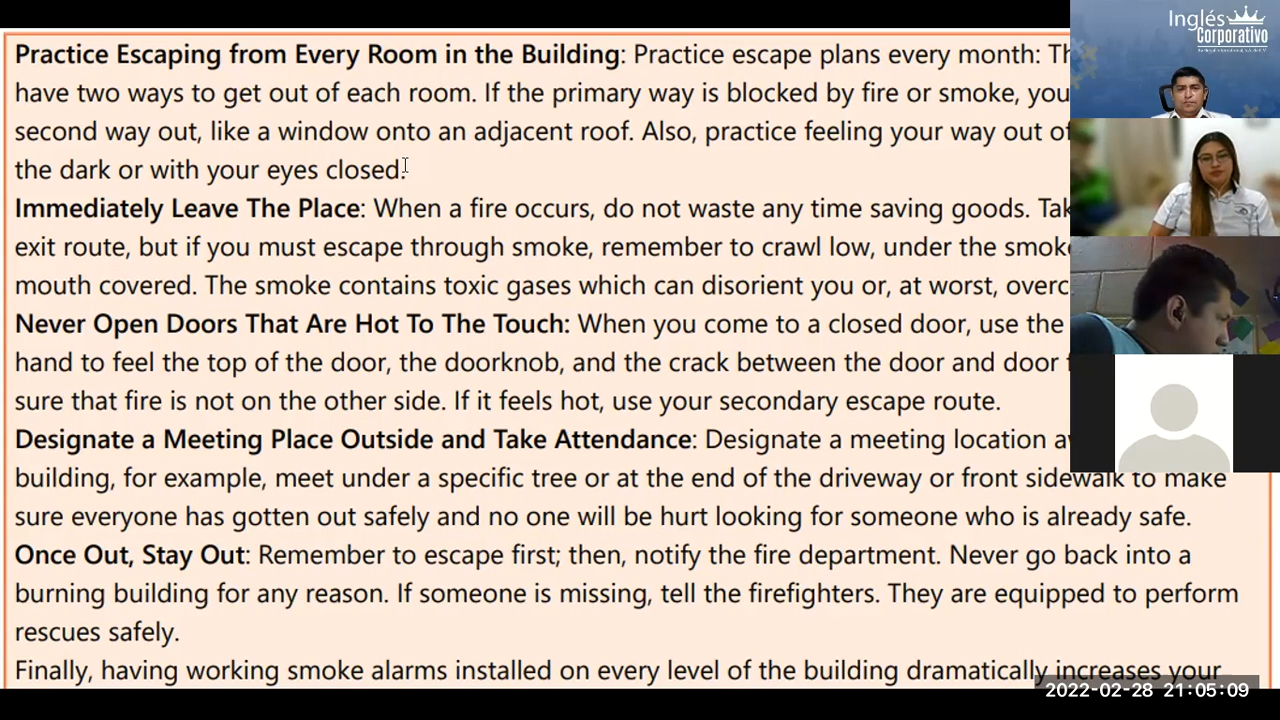 Practice Escaping from Every Room in the Building: Practice escape plans every month: Th
have two ways to get out of each room. If the primary way is blocked by fire or smoke, you
second way out, like a window onto an adjacent roof. Also, practice feeling your way out of
the dark or with your eyes closed.
Immediately Leave The Place: When a fire occurs, do not waste any time saving goods. Tak
exit route, but if you must escape through smoke, remember to crawl low, under the smoke
mouth covered. The smoke contains toxic gases which can disorient you or, at worst, overc
Never Open Doors That Are Hot To The Touch: When you come to a closed door, use the
hand to feel the top of the door, the doorknob, and the crack between the door and door f
sure that fire is not on the other side. If it feels hot, use your secondary escape route.
Designate a Meeting Place Outside and Take Attendance: Designate a meeting location aw
building, for example, meet under a specific tree or at the end of the driveway or front sidewalk to make
sure everyone has gotten out safely and no one will be hurt looking for someone who is already safe.
Once Out, Stay Out: Remember to escape first; then, notify the fire department. Never go back into a
burning building for any reason. If someone is missing, tell the firefighters. They are equipped to perform
rescues safely.
Finally, having working smoke alarms installed on every level of the building dramatically increases your
Inglés
Corporativo
2022-02-28 21:05:09